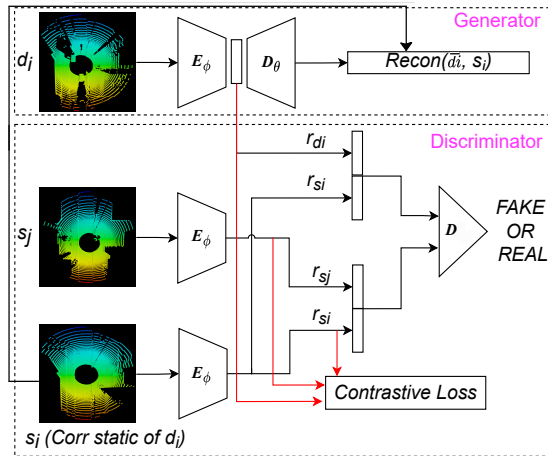 Generator
d_i
E_ϕ
D_θ
Recon(d̅i, s_i)
Discriminator
r_di
r_si
s_j
E_ϕ
D
FAKE
OR
REAL
r_sj
r_si
E_ϕ
Contrastive Loss
s_i (Corr static of d_i)